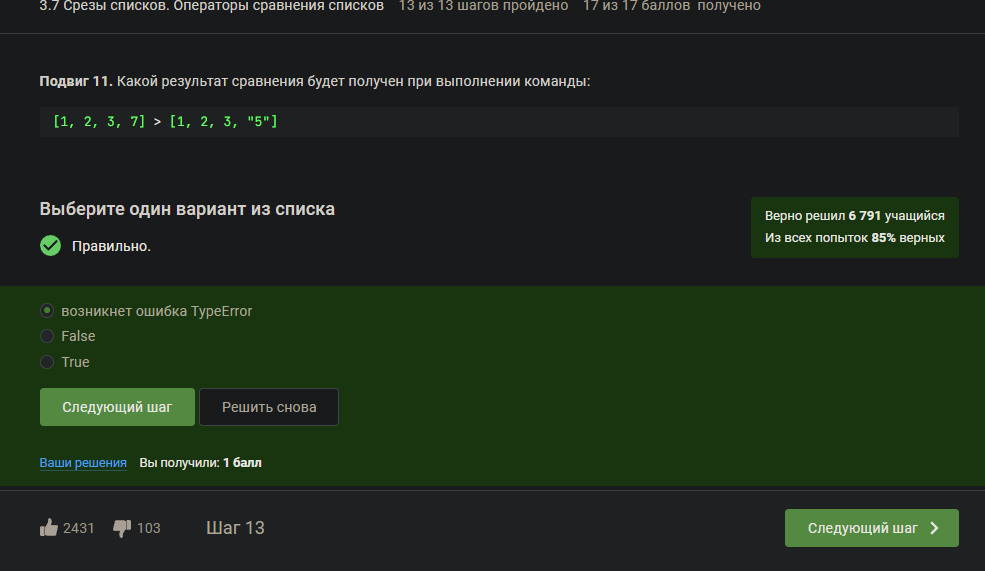 3.7 Срезы списков. Операторы сравнения списков 13 из 13 шагов пройдено 17 из 17 баллов получено
Подвиг 11. Какой результат сравнения будет получен при выполнении команды:
[1, 2, 3, 7] > [1, 2, 3, "5"]
Выберите один вариант из списка
Правильно.
Верно решил 6 791 учащийся
Из всех попыток 85% верных
возникнет ошибка TypeError
False
True
Следующий шаг Решить снова
Ваши решения Вы получили: 1 балл
2431 103 Шаг 13 Следующий шаг